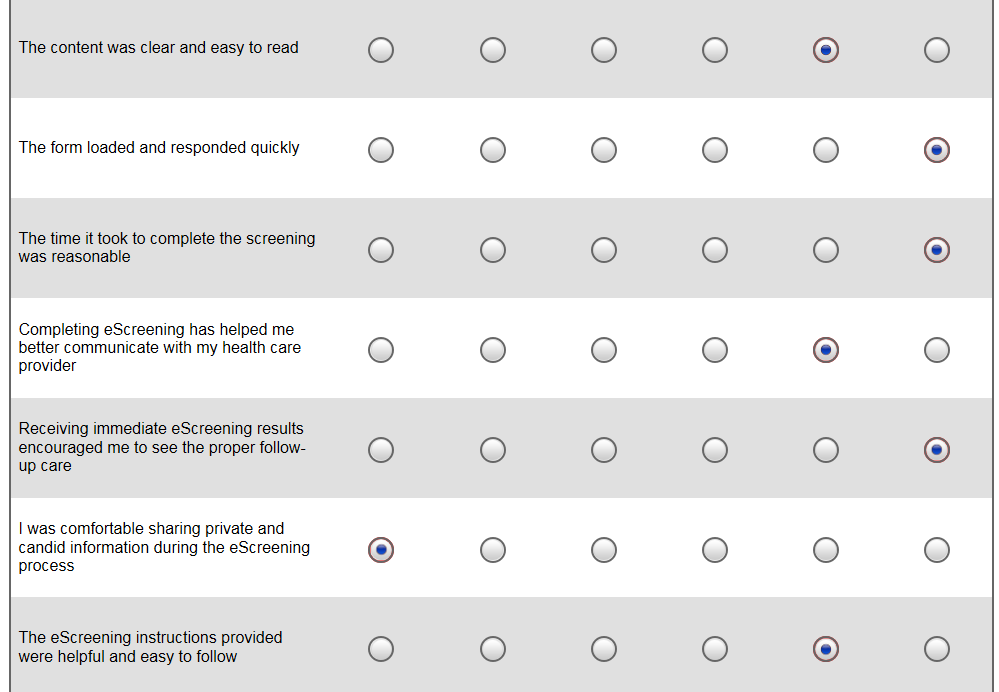 The content was clear and easy to read
The form loaded and responded quickly
The time it took to complete the screening
was reasonable
Completing eScreening has helped me
better communicate with my health care
provider
Receiving immediate eScreening results
encouraged me to see the proper follow-
up care
I was comfortable sharing private and
candid information during the eScreening
process
The eScreening instructions provided
were helpful and easy to follow